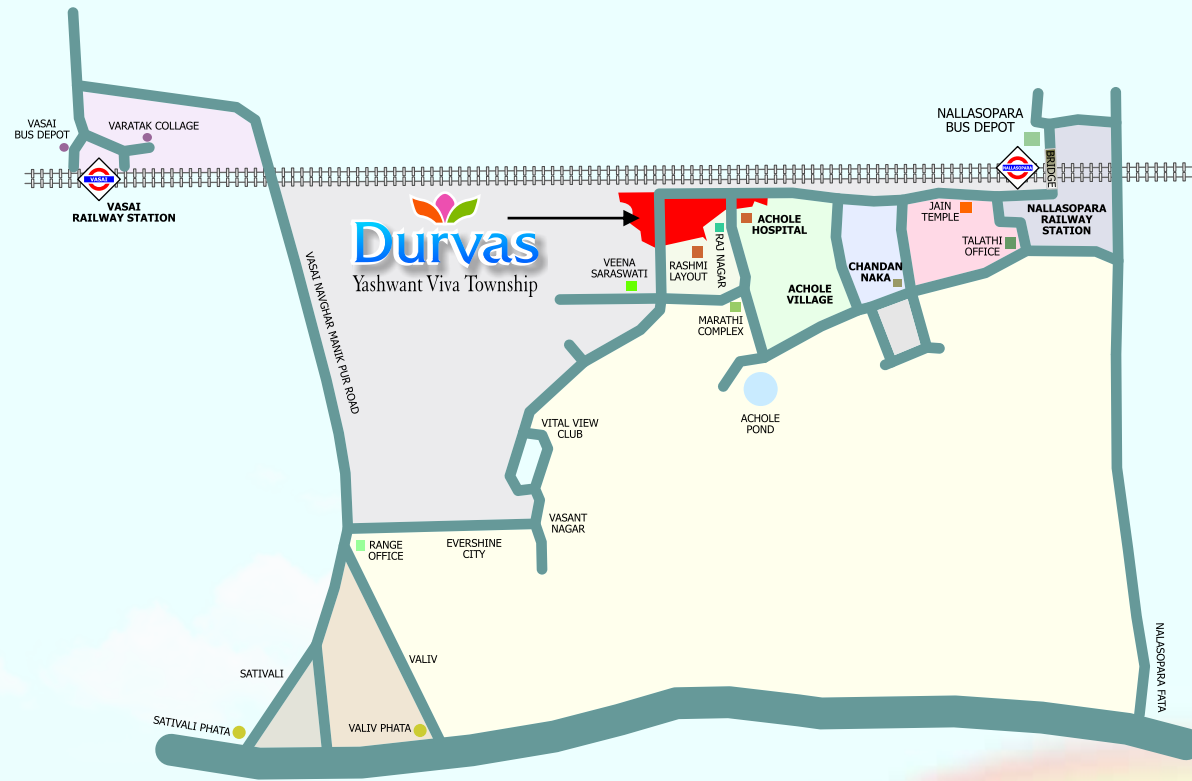 NALLASOPARA
BUS DEPOT
VASAI
BUS DEPOT
VARATAK COLLAGE
BRIDGE
NALLASOPARA
VASAI
VASAI
RAILWAY STATION
JAIN
TEMPLE
NALLASOPARA
RAILWAY
STATION
ACHOLE
HOSPITAL
TALATHI
OFFICE
Durvas
Yashwant Viva Township
VEENA
SARASWATI
RASHMI
LAYOUT
RAJ NAGAR
CHANDAN
NAKA
ACHOLE
VILLAGE
MARATHI
COMPLEX
VASAI NAVGHAR MANIK PUR ROAD
ACHOLE
POND
VITAL VIEW
CLUB
VASANT
NAGAR
RANGE
OFFICE
EVERSHINE
CITY
VALIV
SATIVALI
NALASOPARA FATA
SATIVALI PHATA
VALIV PHATA